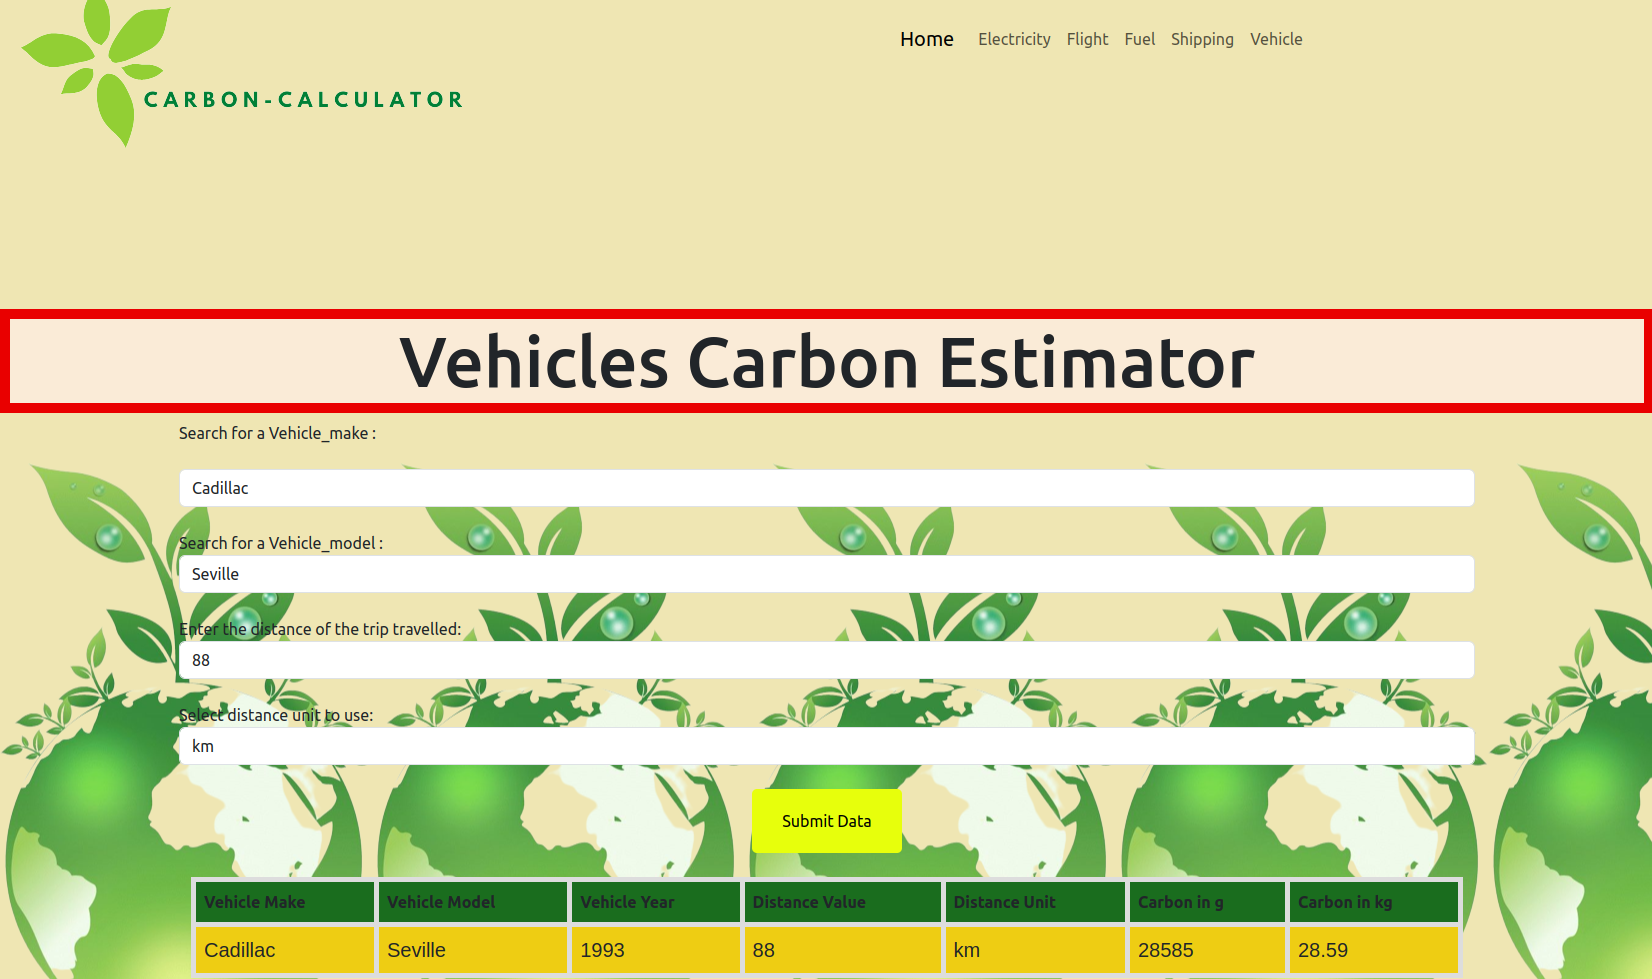 Home Electricity Flight Fuel Shipping Vehicle
CARBON-CALCULATOR
Vehicles Carbon Estimator
Search for a Vehicle_make :
Cadillac
Search for a Vehicle_model :
Seville
Enter the distance of the trip travelled:
88
Select distance unit to use:
km
Submit Data
Vehicle Make Vehicle Model Vehicle Year Distance Value Distance Unit Carbon in g Carbon in kg
Cadillac Seville 1993 88 km 28585 28.59